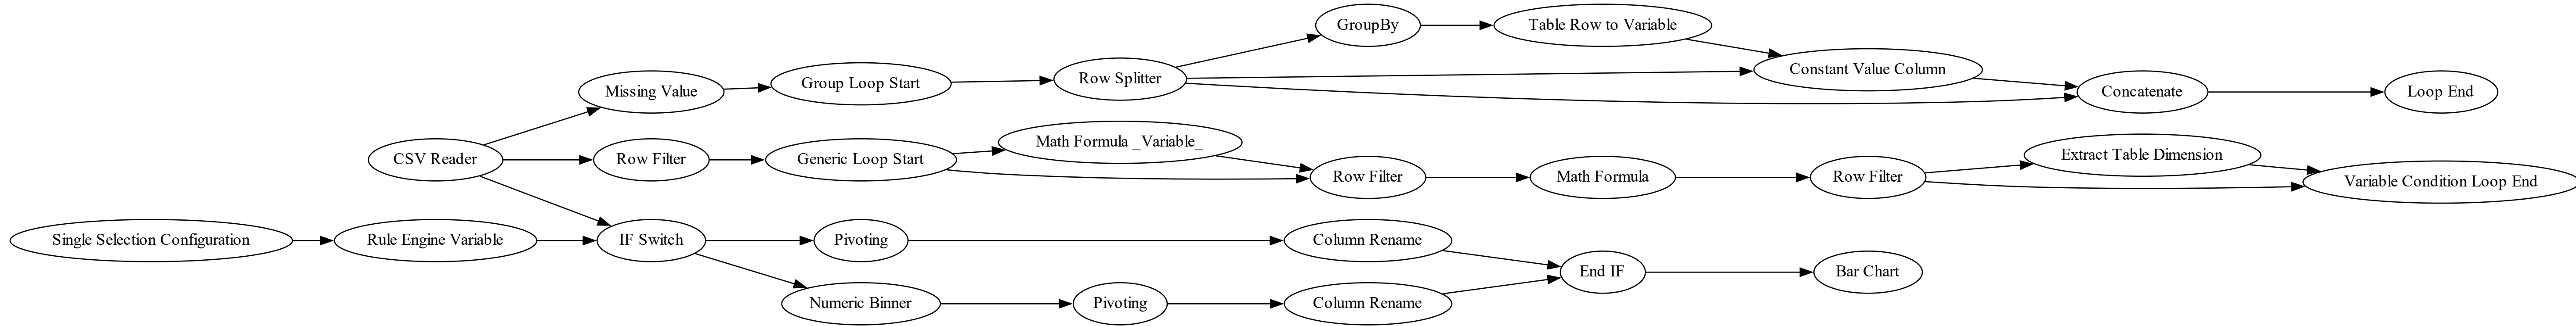 GroupBy
Table Row to Variable
Missing Value
Group Loop Start
Row Splitter
Constant Value Column
Concatenate
Loop End
CSV Reader
Row Filter
Generic Loop Start
Math Formula _Variable_
Row Filter
Math Formula
Row Filter
Extract Table Dimension
Variable Condition Loop End
Single Selection Configuration
Rule Engine Variable
IF Switch
Pivoting
Column Rename
End IF
Bar Chart
Numeric Binner
Pivoting
Column Rename